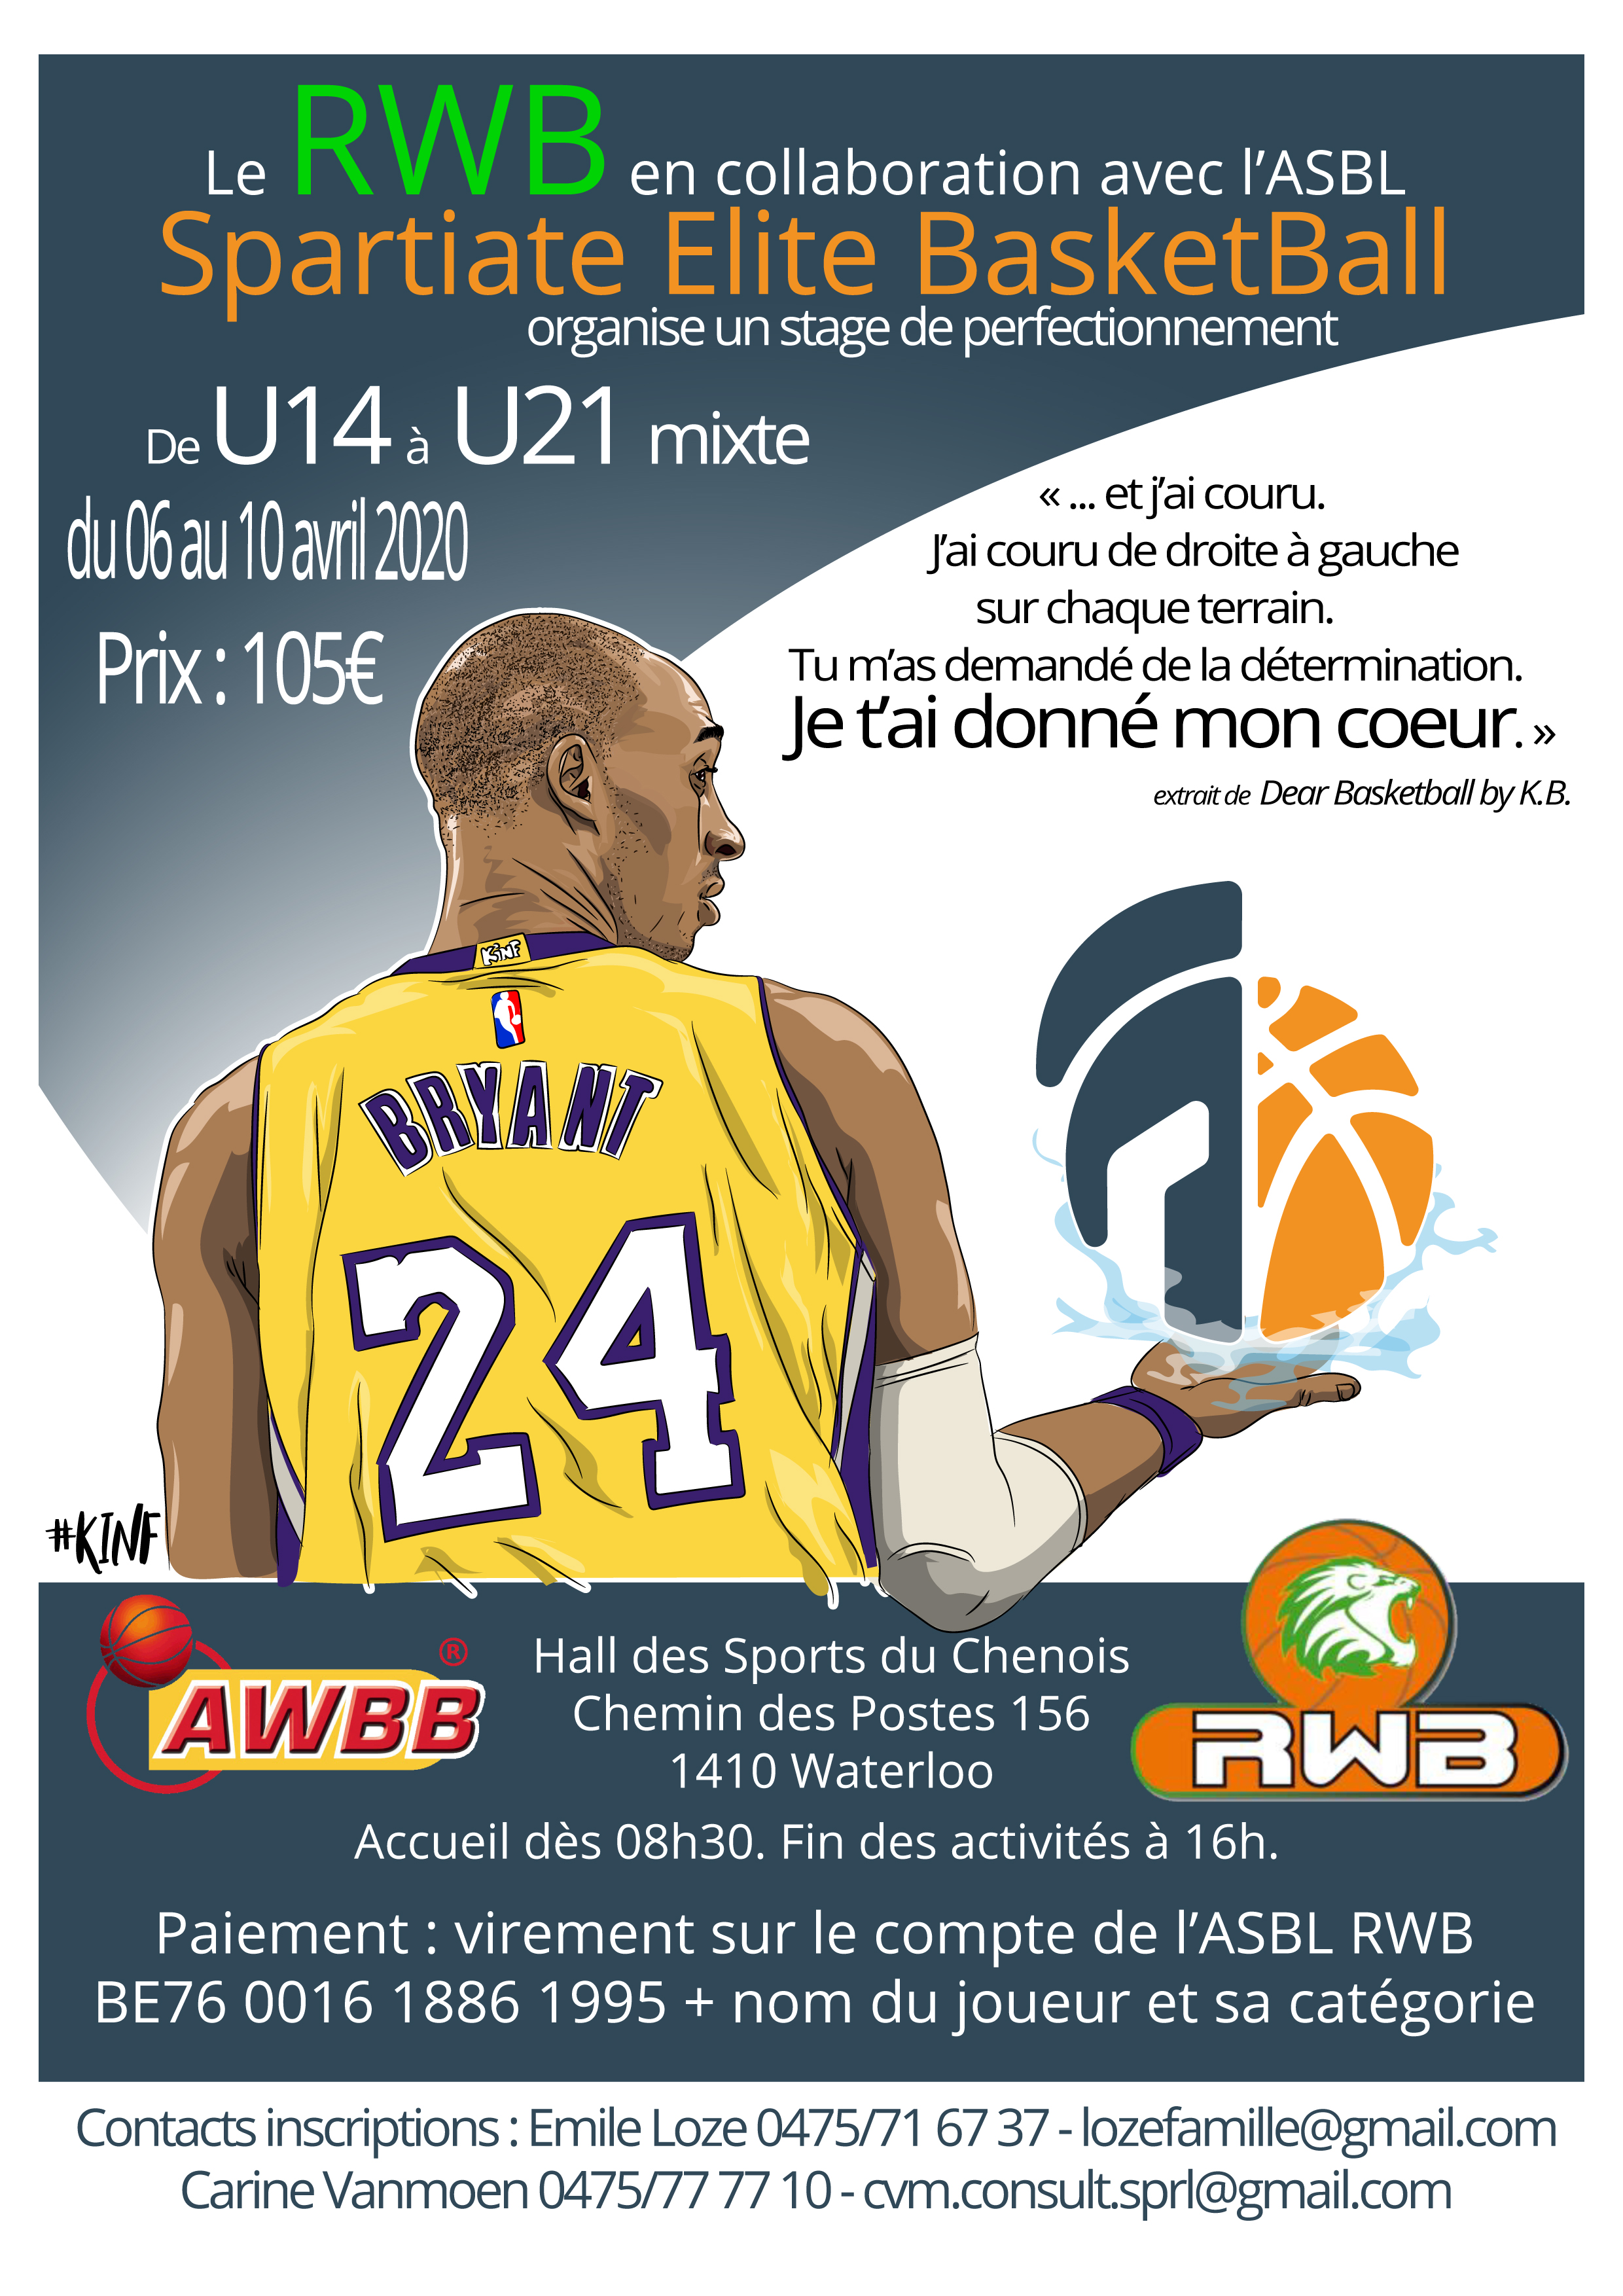 Le RWB en collaboration avec l’ASBL
Spartiate Elite BasketBall
organise un stage de perfectionnement
De U14 à U21 mixte
du 06 au 10 avril 2020
Prix : 105€
« ... et j’ai couru.
J’ai couru de droite à gauche
sur chaque terrain.
Tu m’as demandé de la détermination.
Je t’ai donné mon coeur. »
extrait de Dear Basketball by K.B.
KINF
BRYANT
24
#KINF
AWBB®
RWB
Hall des Sports du Chenois
Chemin des Postes 156
1410 Waterloo
Accueil dès 08h30. Fin des activités à 16h.
Paiement : virement sur le compte de l’ASBL RWB
BE76 0016 1886 1995 + nom du joueur et sa catégorie
Contacts inscriptions : Emile Loze 0475/71 67 37 - lozefamille@gmail.com
Carine Vanmoen 0475/77 77 10 - cvm.consult.sprl@gmail.com